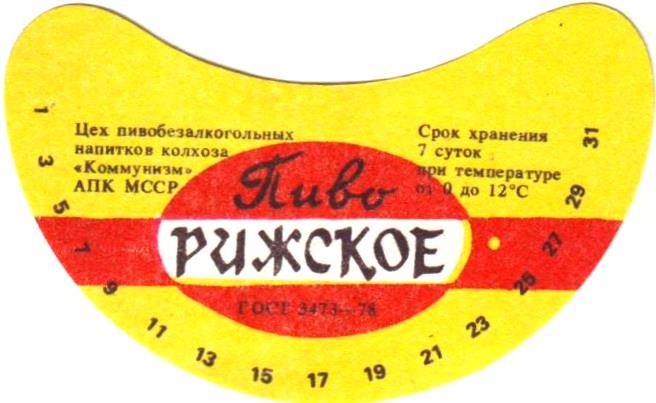 Цех пивобезалкогольных
напитков колхоза
«Коммунизм»
АПК МССР
Срок хранения
7 суток
при температуре
от 0 до 12°С
Пиво
РИЖСКОЕ
ГОСТ 3473—78
1
3
5
7
9
11
13
15
17
19
21
23
25
27
29
31